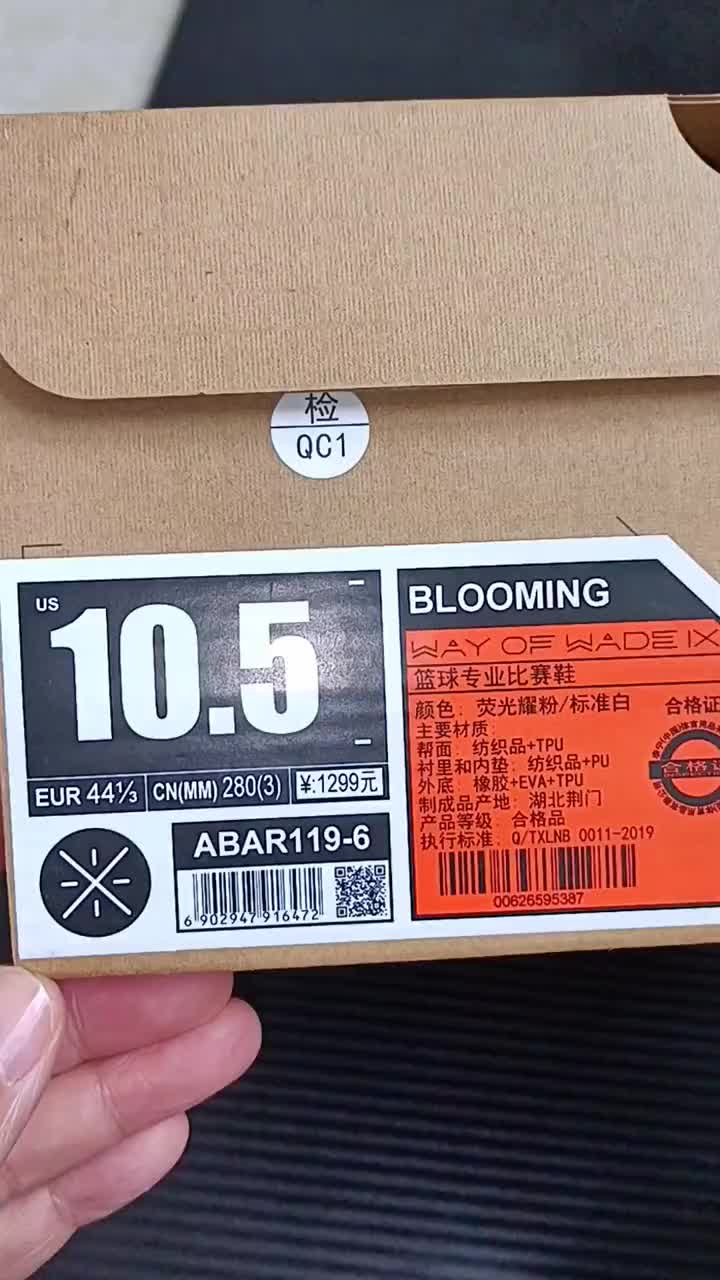 检
QC1
US
10.5
EUR 44⅓
CN(MM) 280(3)
¥:1299元
ABAR119-6
6 902947 916472
BLOOMING
WAY OF WADE IX
篮球专业比赛鞋
颜色: 荧光耀粉/标准白
合格证
主要材质:
帮面: 纺织品+TPU
衬里和内垫: 纺织品+PU
外底: 橡胶+EVA+TPU
制成品产地: 湖北荆门
产品等级: 合格品
执行标准: Q/TXLNB 0011-2019
00626595387